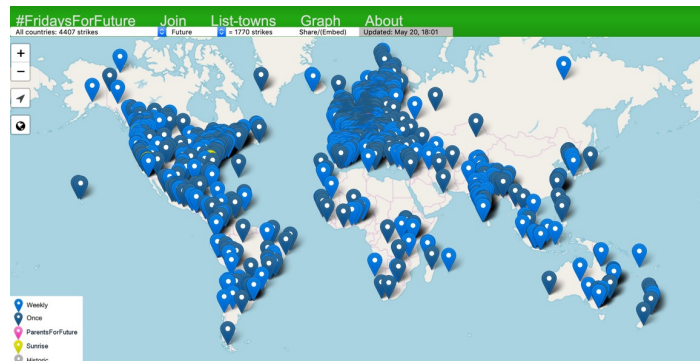 #FridaysForFuture Join List-towns Graph About
All countries: 4407 strikes Future = 1770 strikes Share/(Embed) Updated: May 20, 18:01
+
−
Weekly
Once
ParentsForFuture
Sunrise
Historic